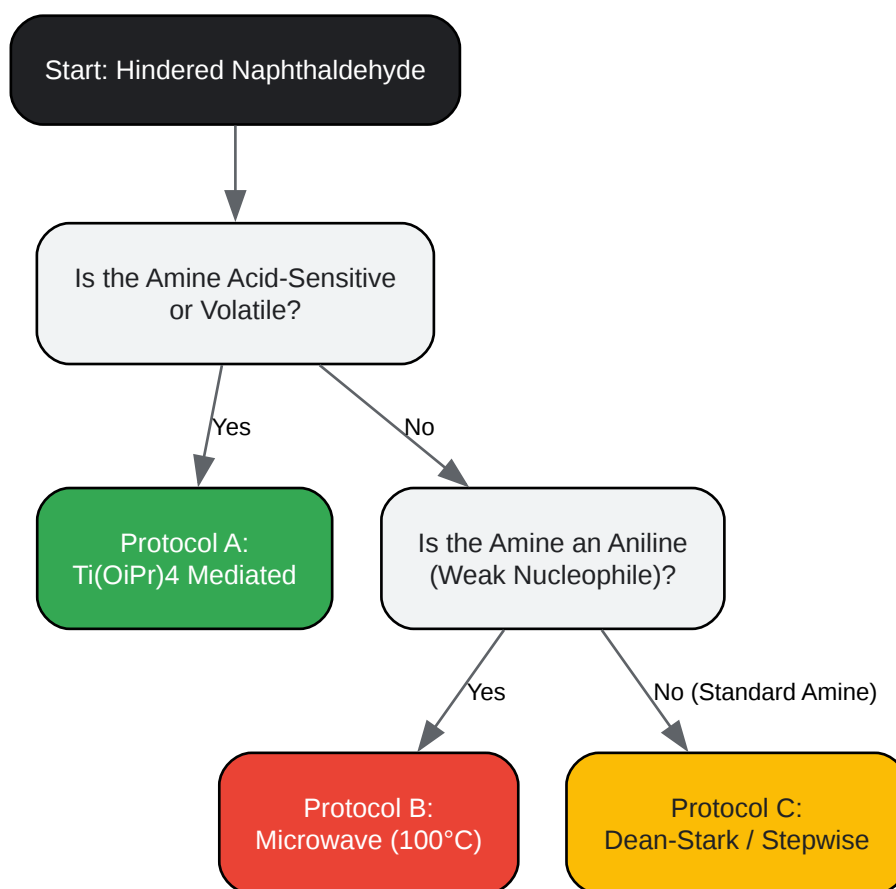 Start: Hindered Naphthaldehyde
Is the Amine Acid-Sensitive
or Volatile?
Yes
No
Protocol A:
Ti(OiPr)4 Mediated
Is the Amine an Aniline
(Weak Nucleophile)?
Yes
No (Standard Amine)
Protocol B:
Microwave (100°C)
Protocol C:
Dean-Stark / Stepwise